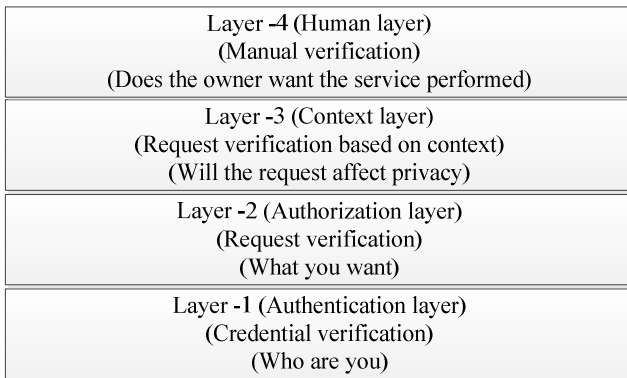 Layer -4 (Human layer)
(Manual verification)
(Does the owner want the service performed)
Layer -3 (Context layer)
(Request verification based on context)
(Will the request affect privacy)
Layer -2 (Authorization layer)
(Request verification)
(What you want)
Layer -1 (Authentication layer)
(Credential verification)
(Who are you)